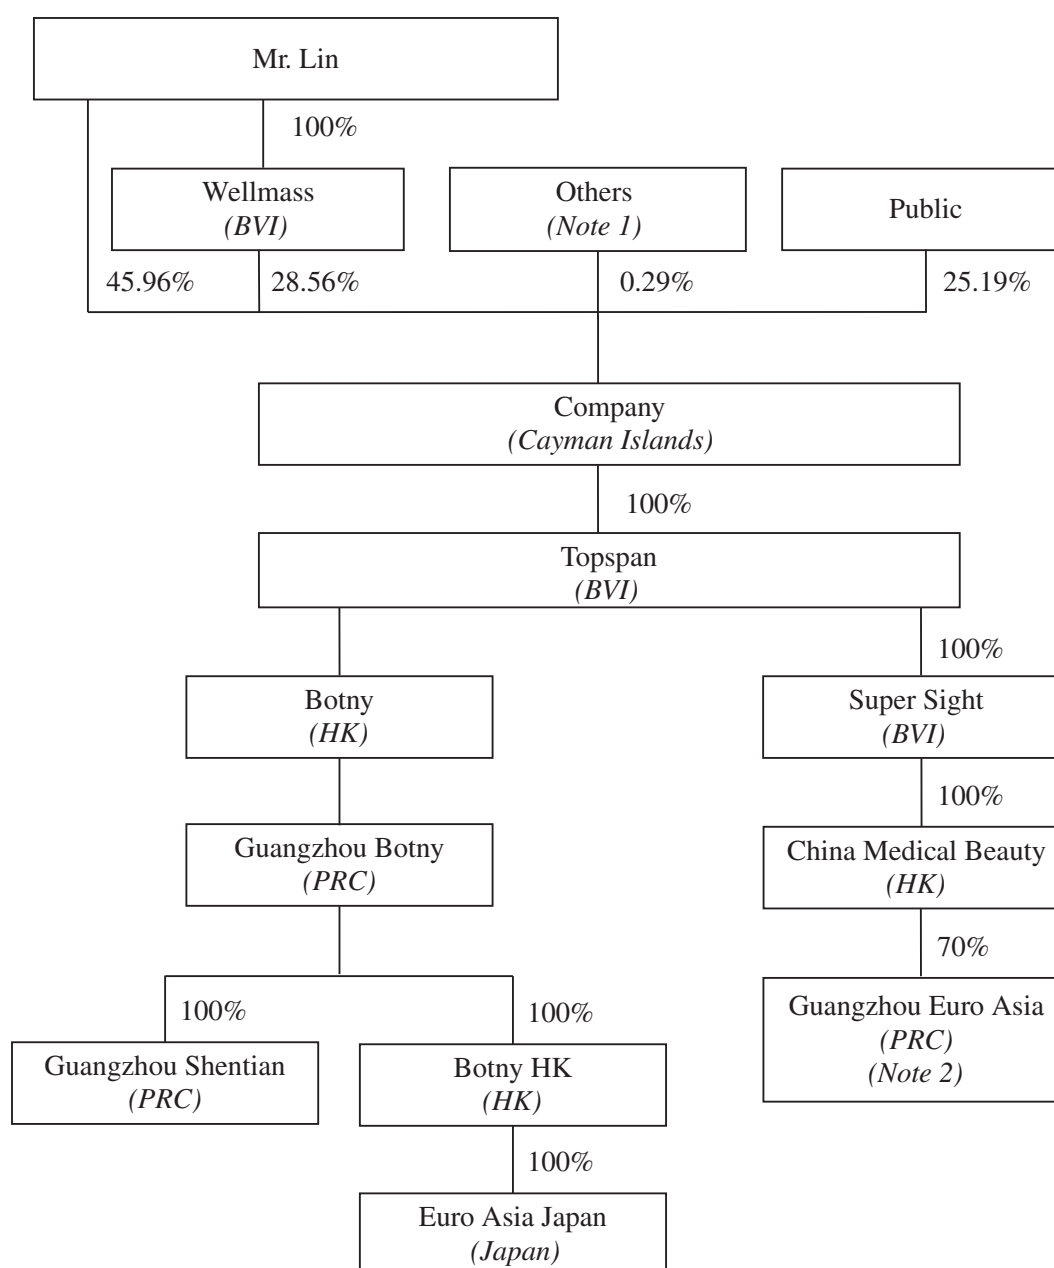 Mr. Lin
100%
Wellmass
(BVI)
Others
(Note 1)
Public
45.96%
28.56%
0.29%
25.19%
Company
(Cayman Islands)
100%
Topspan
(BVI)
100%
Botny
(HK)
Super Sight
(BVI)
100%
Guangzhou Botny
(PRC)
China Medical Beauty
(HK)
70%
100%
100%
Guangzhou Euro Asia
(PRC)
(Note 2)
Guangzhou Shentian
(PRC)
Botny HK
(HK)
100%
Euro Asia Japan
(Japan)